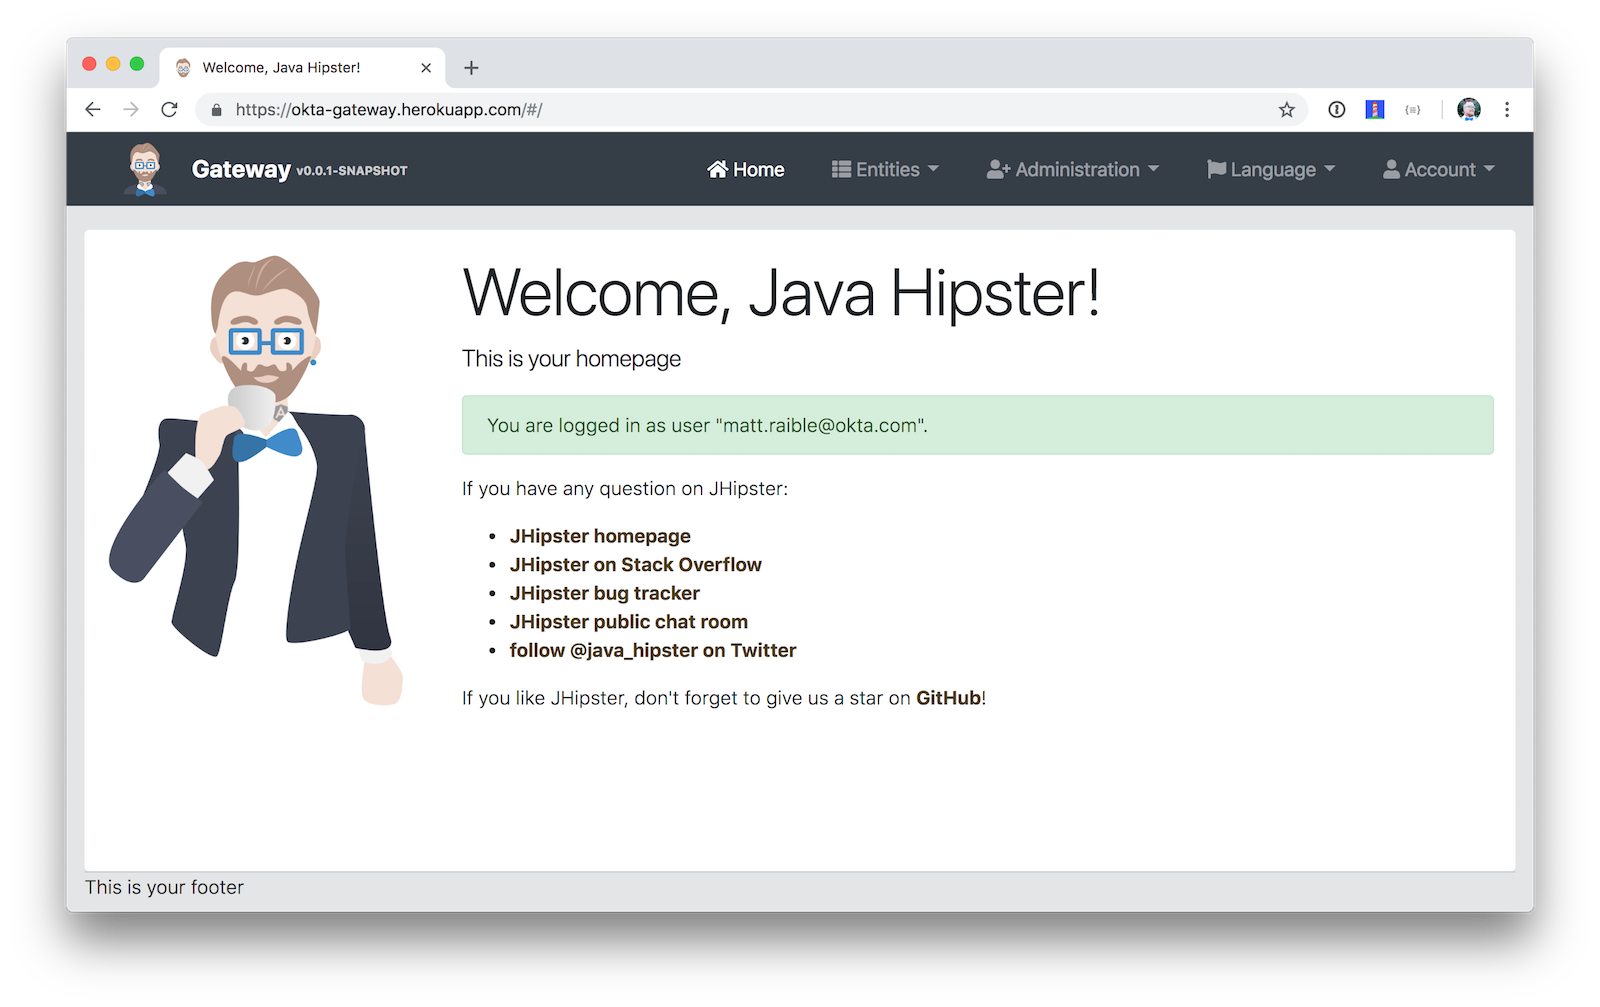 Welcome, Java Hipster!
https://okta-gateway.herokuapp.com/#/
Gateway v0.0.1-SNAPSHOT
Home
Entities
Administration
Language
Account
Welcome, Java Hipster!
This is your homepage
You are logged in as user "matt.raible@okta.com".
If you have any question on JHipster:
• JHipster homepage
• JHipster on Stack Overflow
• JHipster bug tracker
• JHipster public chat room
• follow @java_hipster on Twitter
If you like JHipster, don't forget to give us a star on GitHub!
A
This is your footer